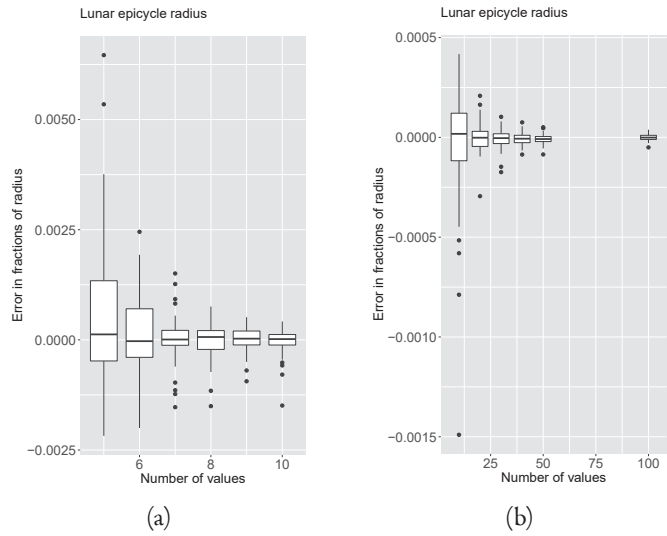 Lunar epicycle radius
Error in fractions of radius
0.0050
0.0025
0.0000
−0.0025
6
8
10
Number of values
(a)
Lunar epicycle radius
Error in fractions of radius
0.0005
0.0000
−0.0005
−0.0010
−0.0015
25
50
75
100
Number of values
(b)